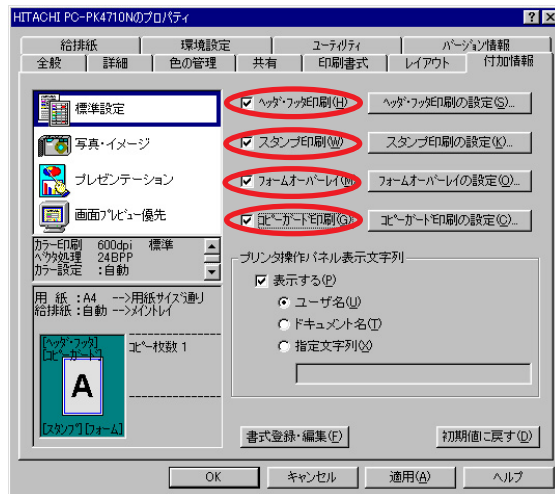 HITACHI PC-PK4710Nのプロパティ
給排紙 環境設定 ユーティリティ バージョン情報
全般 詳細 色の管理 共有 印刷書式 レイアウト 付加情報
標準設定
写真・イメージ
プレゼンテーション
画面プレビュー優先
カラー印刷 600dpi 標準
ベクタ処理 24BPP
カラー設定 :自動
用 紙 :A4 -->用紙サイズ通り
給排紙:自動 -->メイントレイ
[ヘッダ・フッタ]
[コピーガード]
コピー枚数 1
A
[スタンプ][フォーム]
ヘッダ・フッタ印刷(H) ヘッダ・フッタ印刷の設定(S)...
スタンプ印刷(W) スタンプ印刷の設定(K)...
フォームオーバーレイ(M) フォームオーバーレイの設定(O)...
コピーガード印刷(G) コピーガード印刷の設定(C)...
プリンタ操作パネル表示文字列
表示する(P)
ユーザ名(U)
ドキュメント名(T)
指定文字列(X)
書式登録・編集(F) 初期値に戻す(D)
OK キャンセル 適用(A) ヘルプ